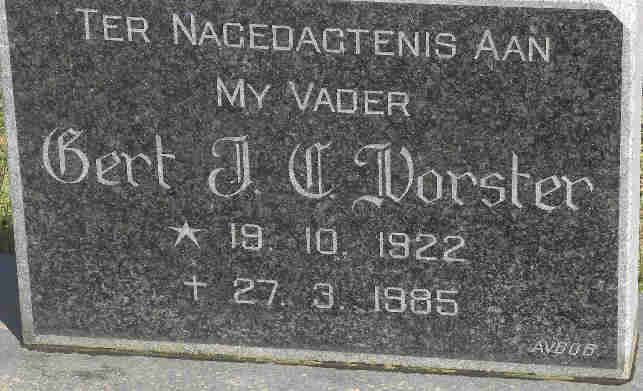 TER NAGEDAGTENIS AAN
MY VADER
Gert J. C. Vorster
★ 19. 10. 1922
† 27. 3. 1985
AVBOB.